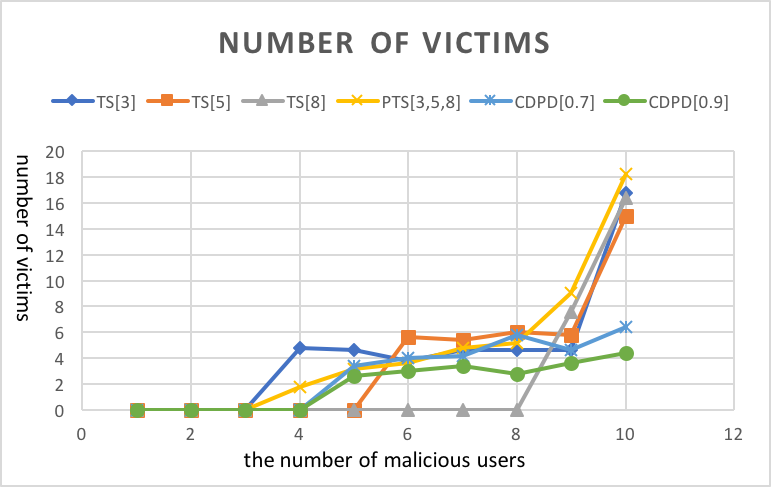 NUMBER OF VICTIMS
TS[3] TS[5] TS[8] PTS[3,5,8] CDPD[0.7] CDPD[0.9]
number of victims
20
18
16
14
12
10
8
6
4
2
0
0 2 4 6 8 10 12
the number of malicious users